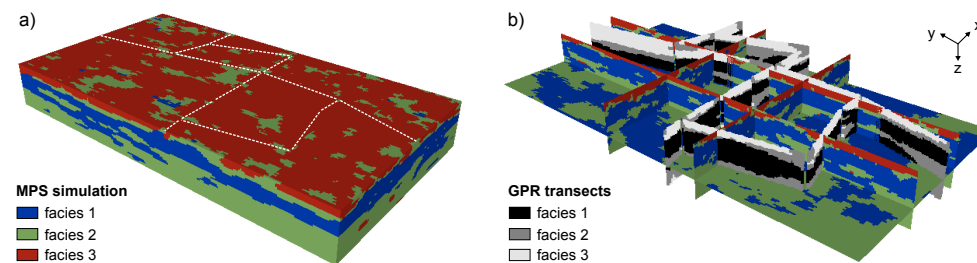 a)
MPS simulation
facies 1
facies 2
facies 3
b)
x
y
z
GPR transects
facies 1
facies 2
facies 3